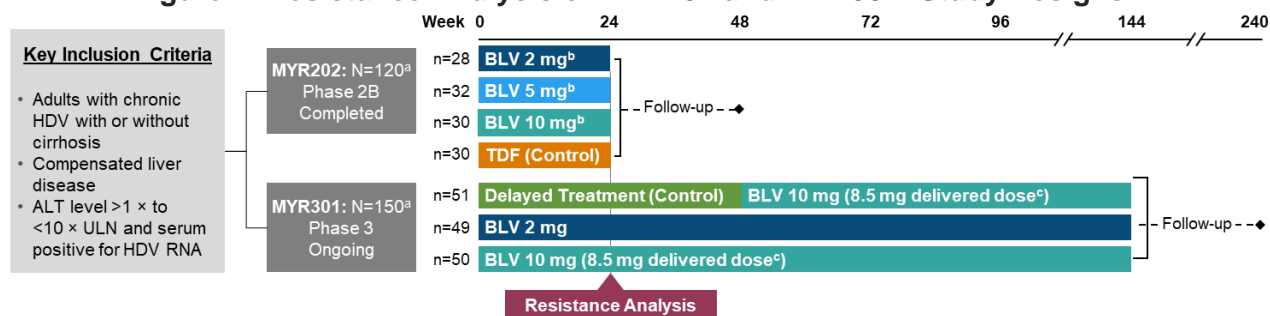 Week 0 24 48 72 96 144 240
Key Inclusion Criteria
• Adults with chronic
HDV with or without
cirrhosis
• Compensated liver
disease
• ALT level >1 × to
<10 × ULN and serum
positive for HDV RNA
MYR202: N=120ᵃ
Phase 2B
Completed
n=28 BLV 2 mgᵇ
n=32 BLV 5 mgᵇ
n=30 BLV 10 mgᵇ
n=30 TDF (Control)
Follow-up
MYR301: N=150ᵃ
Phase 3
Ongoing
n=51 Delayed Treatment (Control) BLV 10 mg (8.5 mg delivered doseᶜ)
n=49 BLV 2 mg
n=50 BLV 10 mg (8.5 mg delivered doseᶜ)
Follow-up
Resistance Analysis